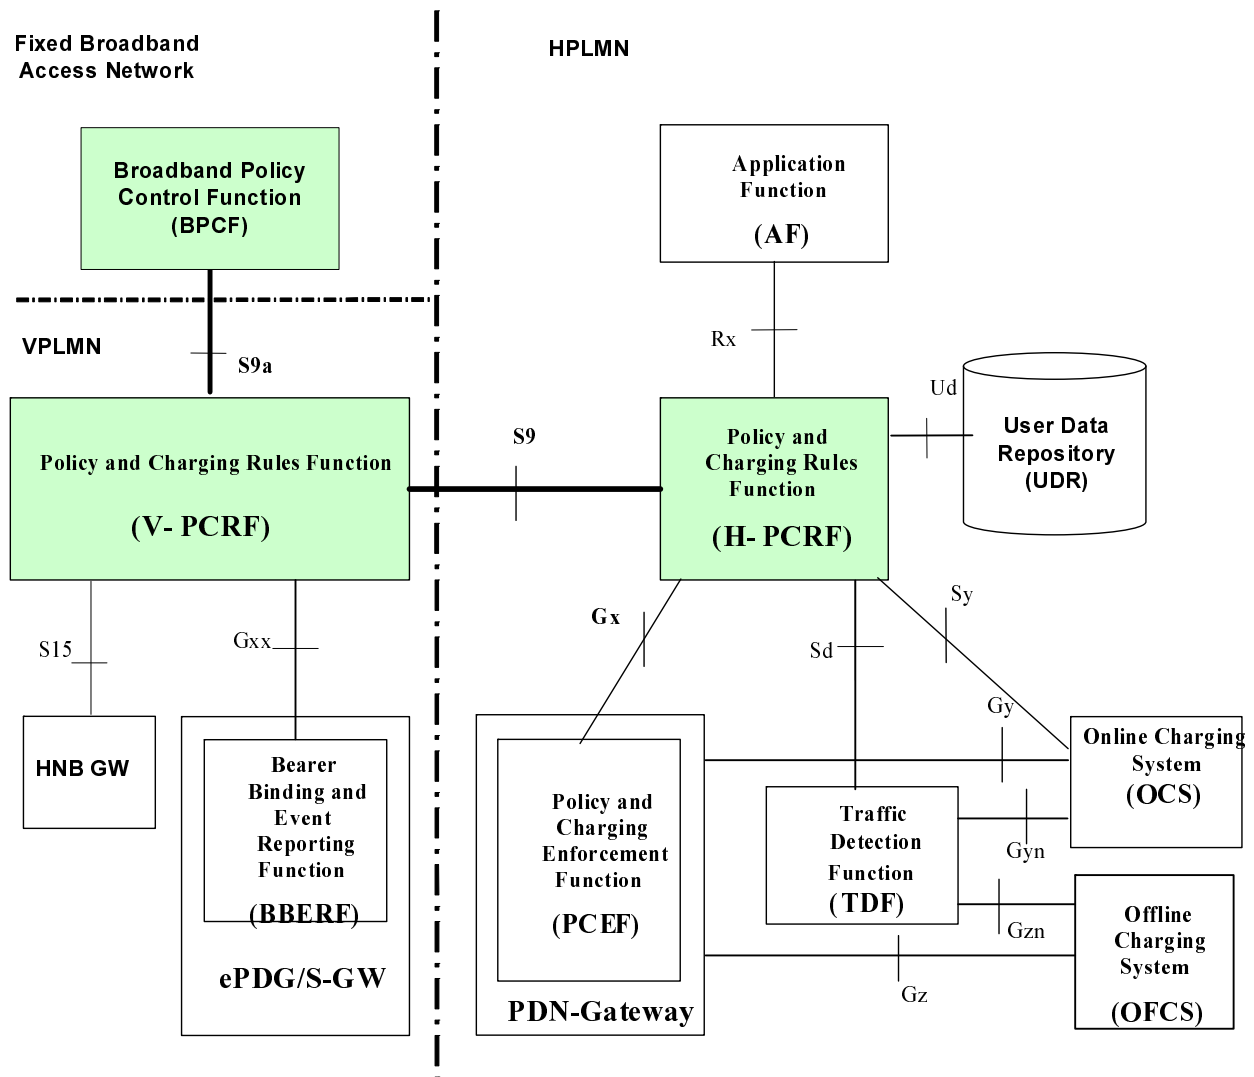 Fixed Broadband
Access Network
HPLMN
Broadband Policy
Control Function
(BPCF)
Application
Function
(AF)
VPLMN
S9a
Rx
Ud
User Data
Repository
(UDR)
Policy and Charging Rules Function
(V- PCRF)
S9
Policy and
Charging Rules
Function
(H- PCRF)
S15
Gxx
Gx
Sd
Sy
Gy
HNB GW
Bearer
Binding and
Event
Reporting
Function
(BBERF)
ePDG/S-GW
Policy and
Charging
Enforcement
Function
(PCEF)
PDN-Gateway
Traffic
Detection
Function
(TDF)
Online Charging
System
(OCS)
Gyn
Gzn
Gz
Offline
Charging
System
(OFCS)